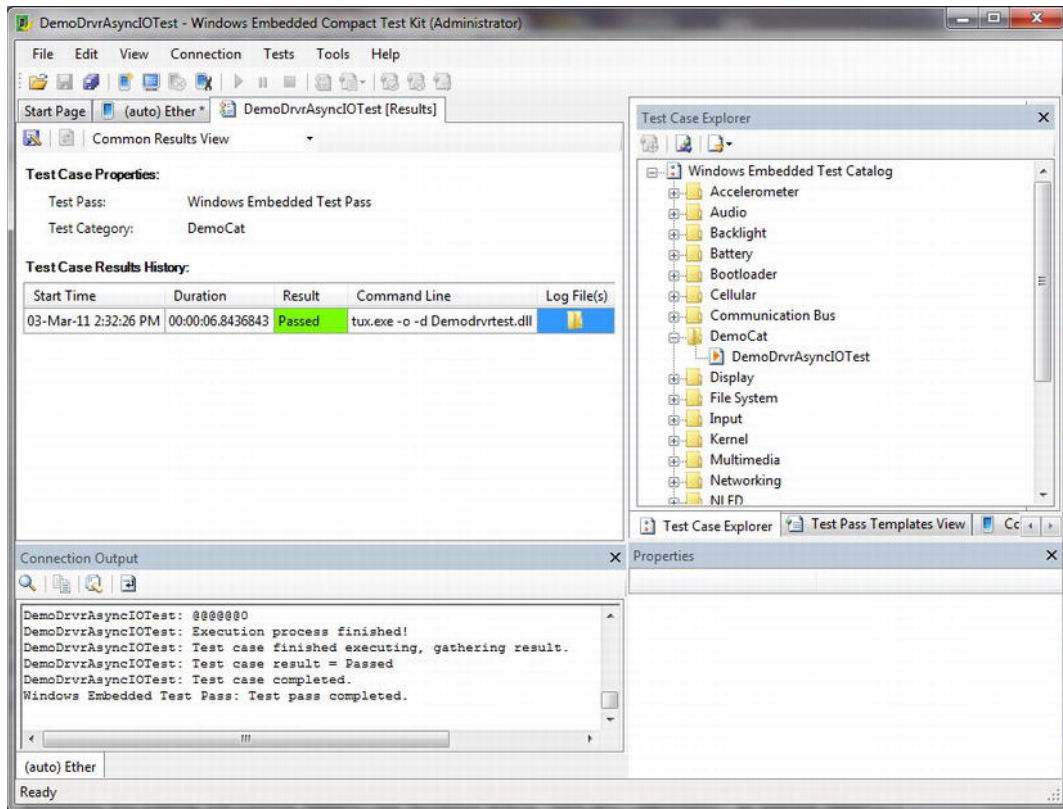 DemoDrvrAsyncIOTest - Windows Embedded Compact Test Kit (Administrator)
File Edit View Connection Tests Tools Help
Start Page (auto) Ether * DemoDrvrAsyncIOTest [Results]
Common Results View
Test Case Properties:
Test Pass: Windows Embedded Test Pass
Test Category: DemoCat
Test Case Results History:
Start Time Duration Result Command Line Log File(s)
03-Mar-11 2:32:26 PM 00:00:06.8436843 Passed tux.exe -o -d Demodrvrtest.dll
Test Case Explorer
Windows Embedded Test Catalog
Accelerometer
Audio
Backlight
Battery
Bootloader
Cellular
Communication Bus
DemoCat
DemoDrvrAsyncIOTest
Display
File System
Input
Kernel
Multimedia
Networking
NLED
Test Case Explorer Test Pass Templates View Cc
Connection Output
DemoDrvrAsyncIOTest: @@@@@@0
DemoDrvrAsyncIOTest: Execution process finished!
DemoDrvrAsyncIOTest: Test case finished executing, gathering result.
DemoDrvrAsyncIOTest: Test case result = Passed
DemoDrvrAsyncIOTest: Test case completed.
Windows Embedded Test Pass: Test pass completed.
(auto) Ether
Properties
Ready